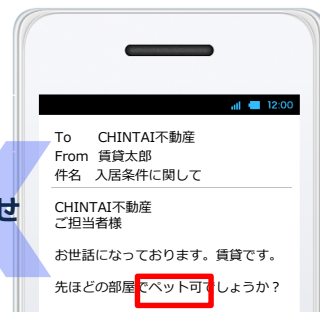 12:00
To CHINTAI不動産
From 賃貸太郎
件名 入居条件に関して
せ
CHINTAI不動産
ご担当者様
お世話になっております。賃貸です。
先ほどの部屋でペット可でしょうか？